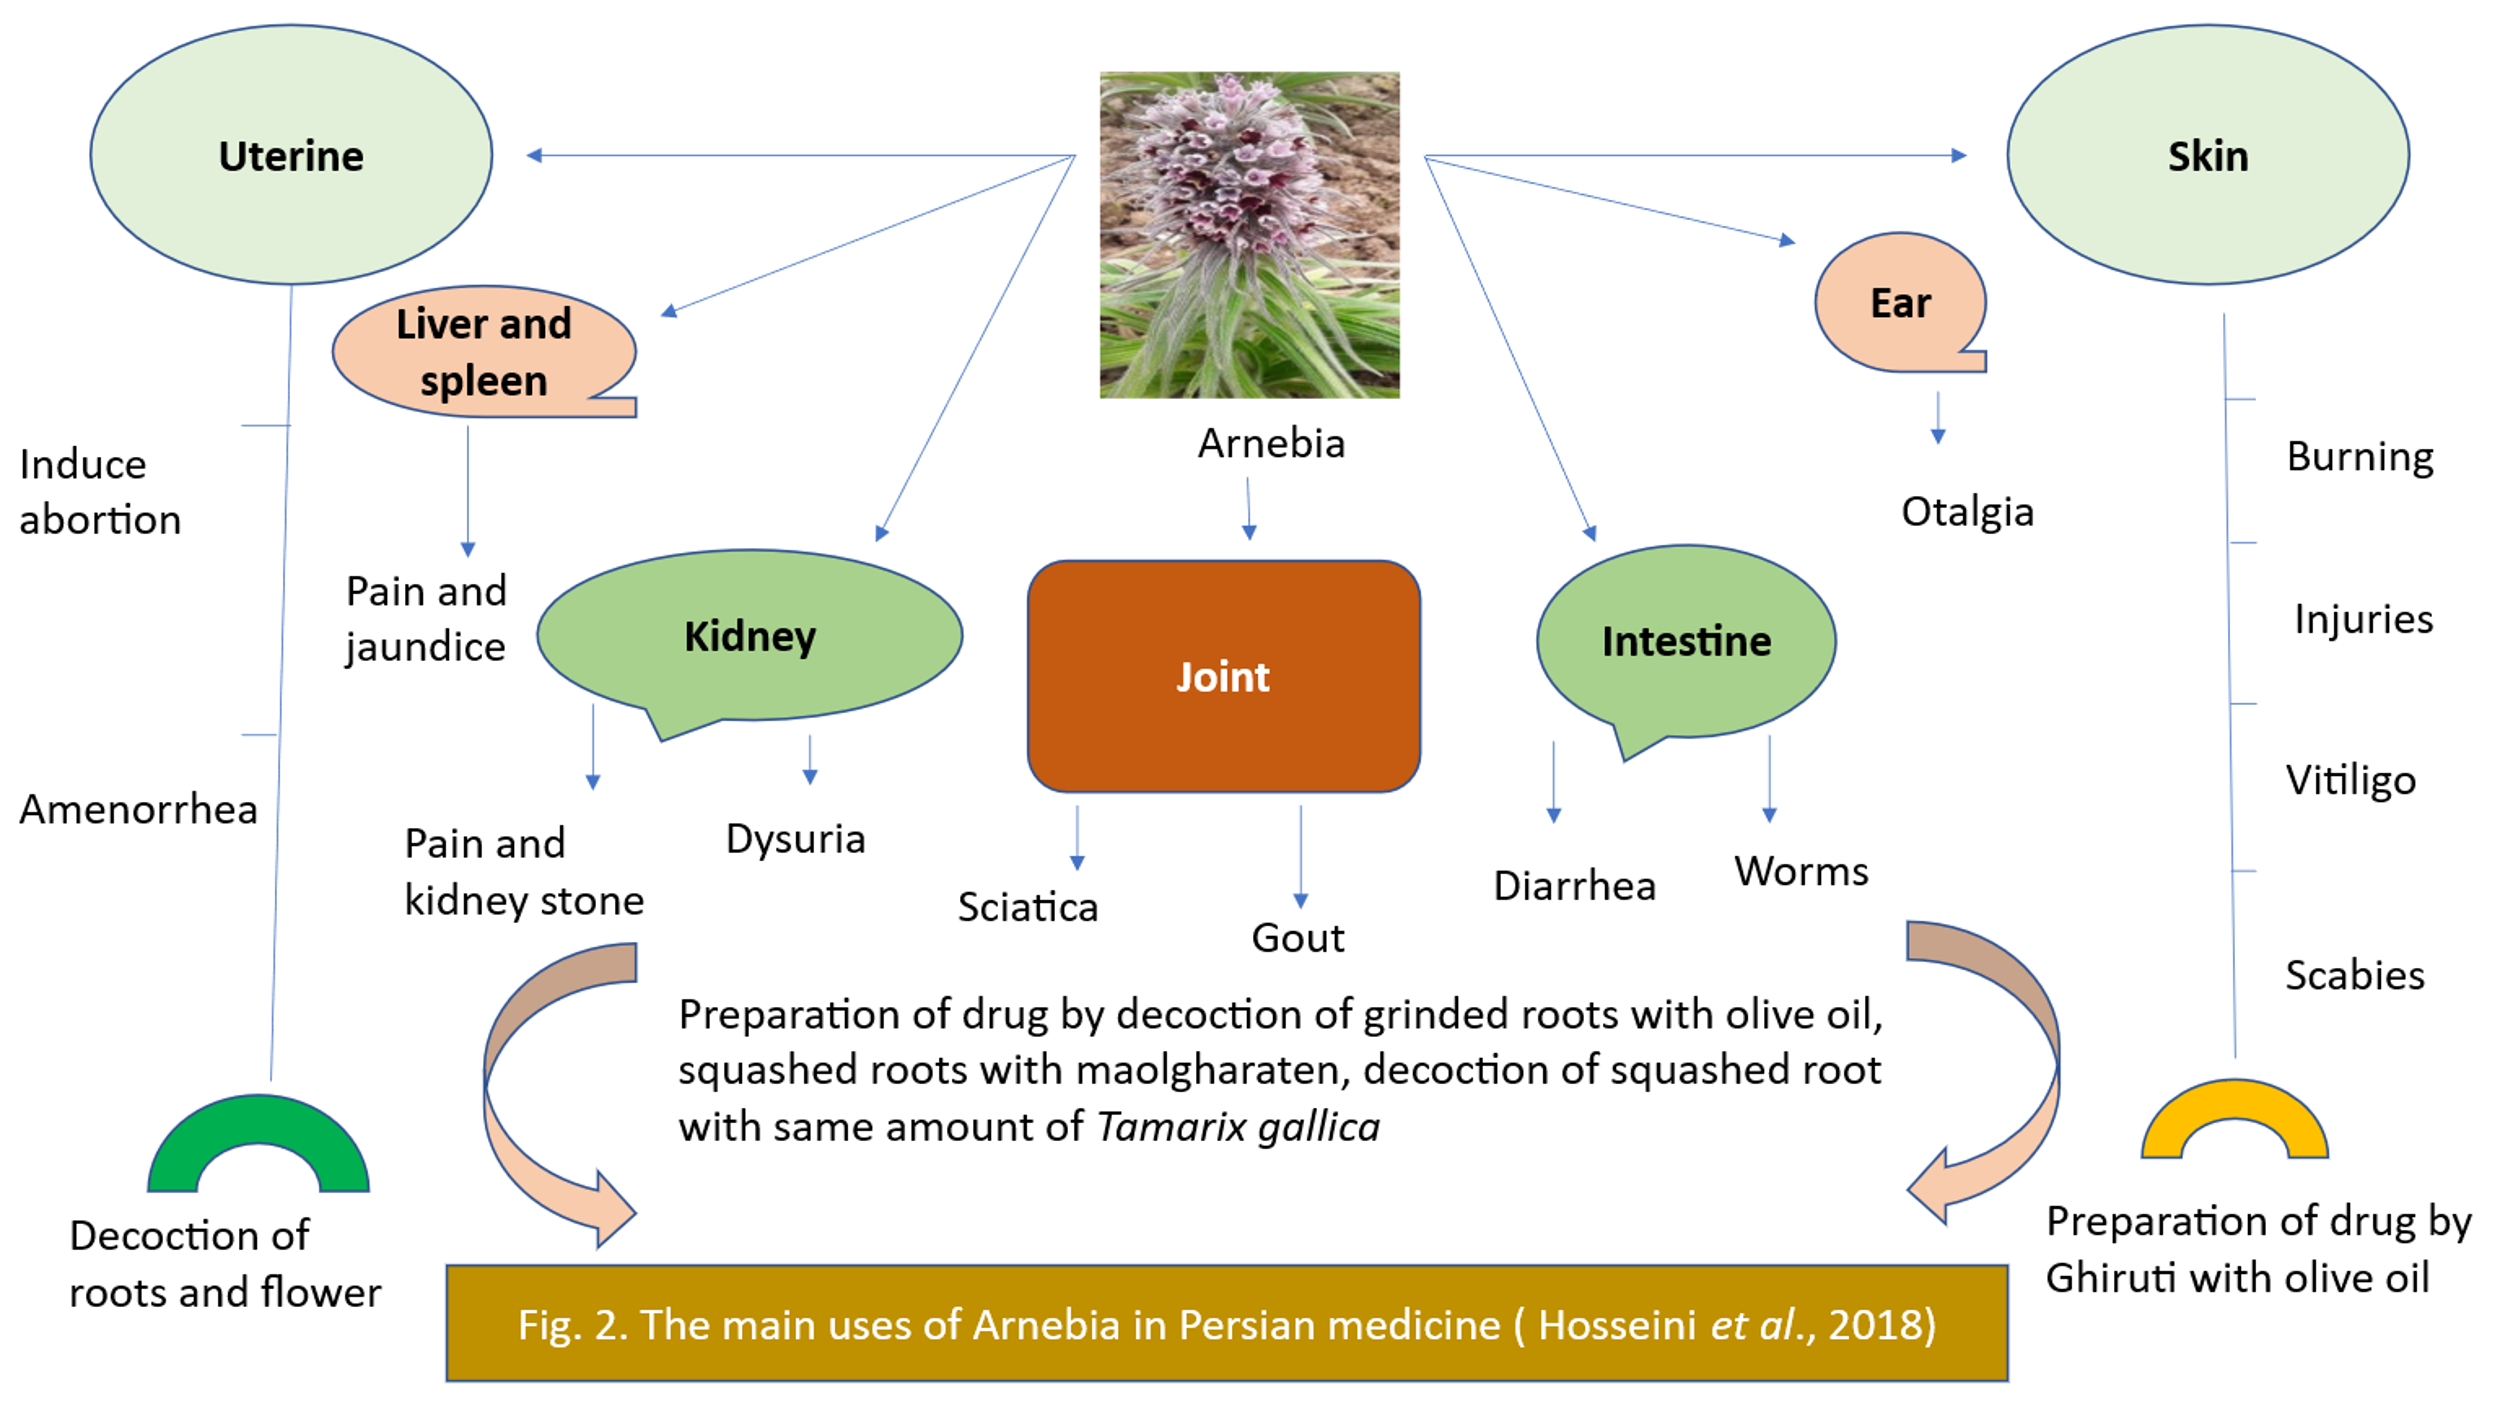 Uterine
Skin
Liver and
spleen
Ear
Arnebia
Induce
abortion
Burning
Otalgia
Pain and
jaundice
Injuries
Kidney
Joint
Intestine
Vitiligo
Amenorrhea
Pain and
kidney stone
Dysuria
Sciatica
Gout
Diarrhea
Worms
Scabies
Preparation of drug by decoction of grinded roots with olive oil,
squashed roots with maolgharaten, decoction of squashed root
with same amount of Tamarix gallica
Decoction of
roots and flower
Preparation of drug by
Ghiruti with olive oil
Fig. 2. The main uses of Arnebia in Persian medicine ( Hosseini et al., 2018)